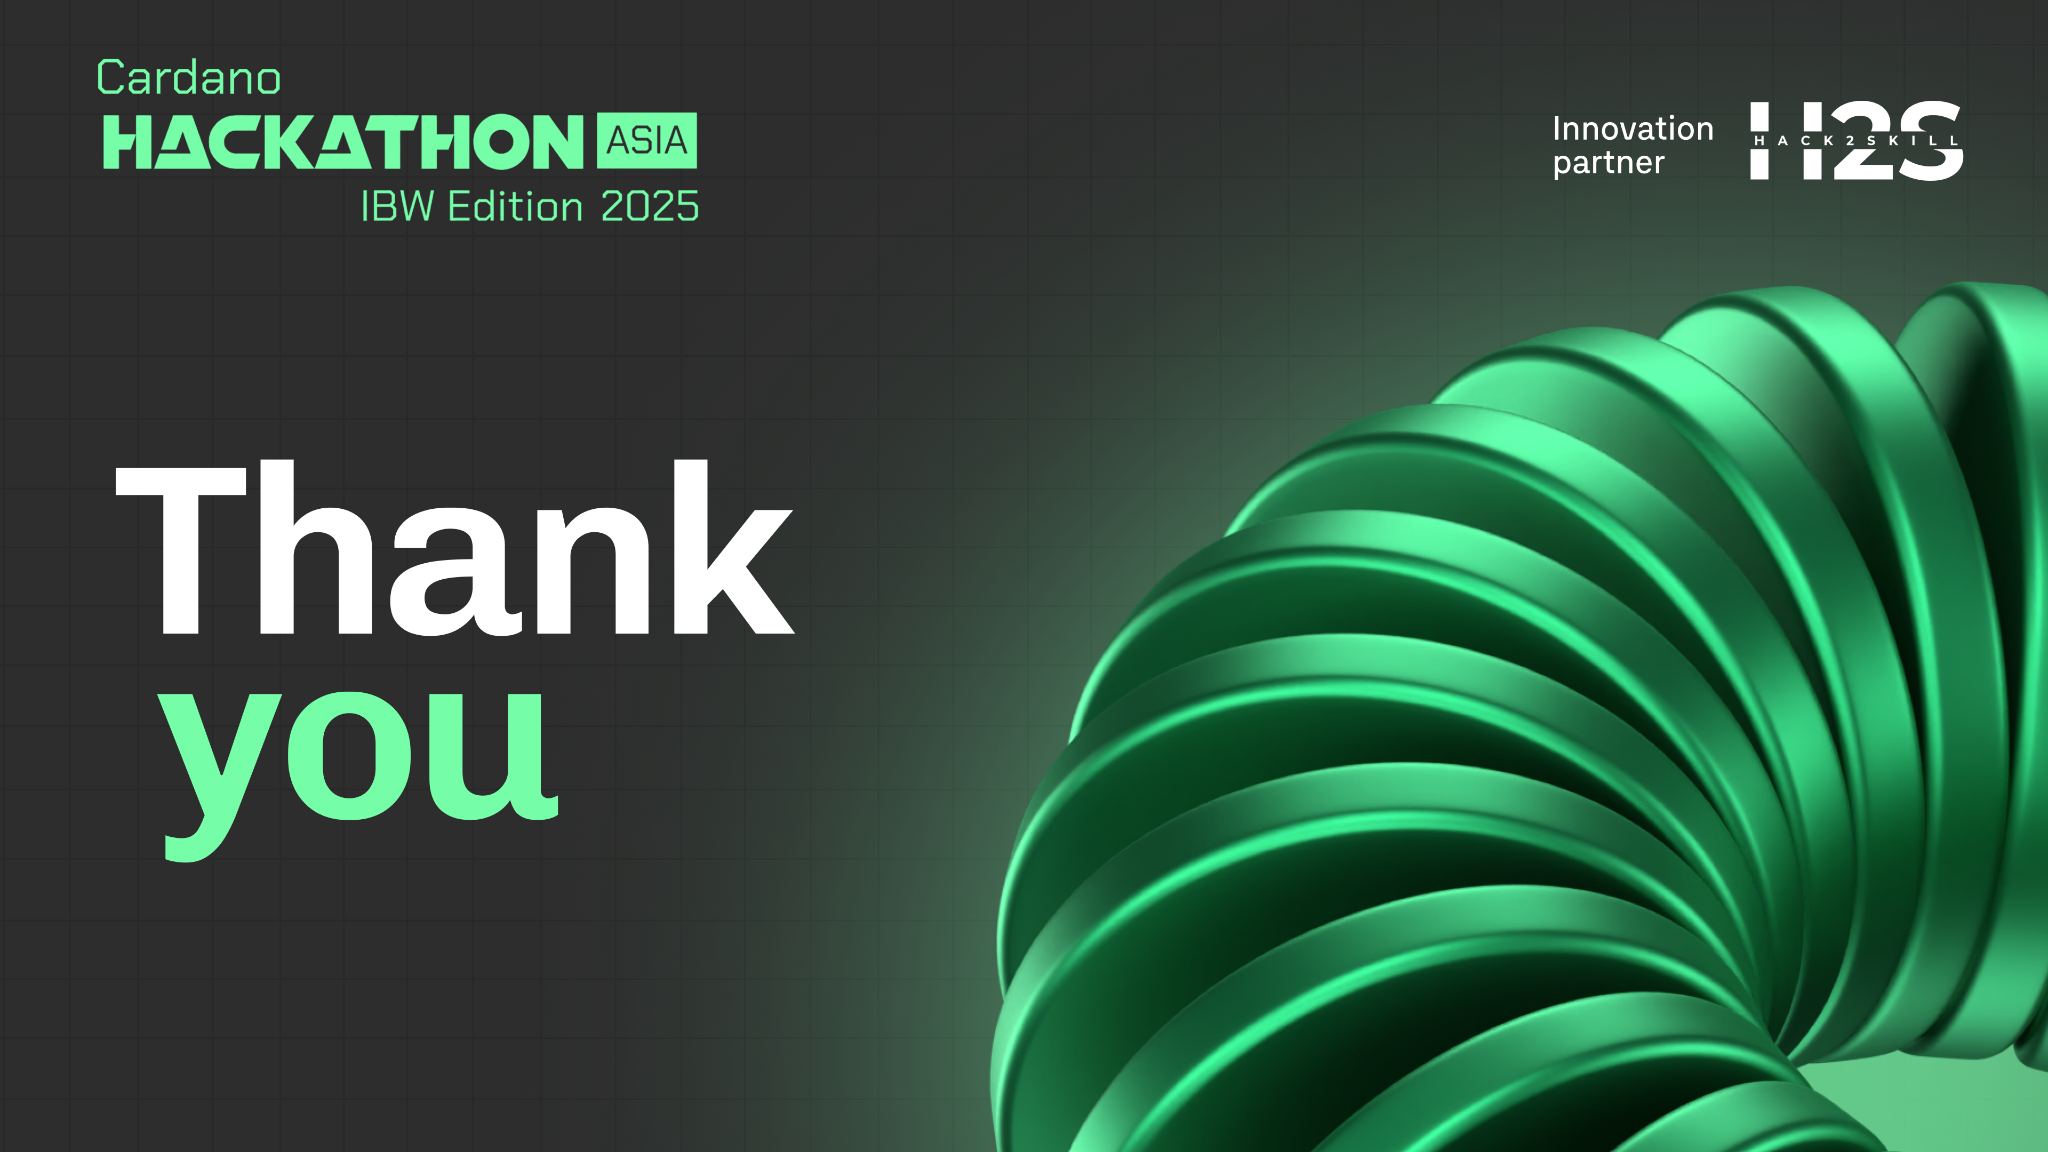 Cardano
HACKATHON ASIA
IBW Edition 2025
Innovation
partner
H2S
HACK2SKILL
Thank
you